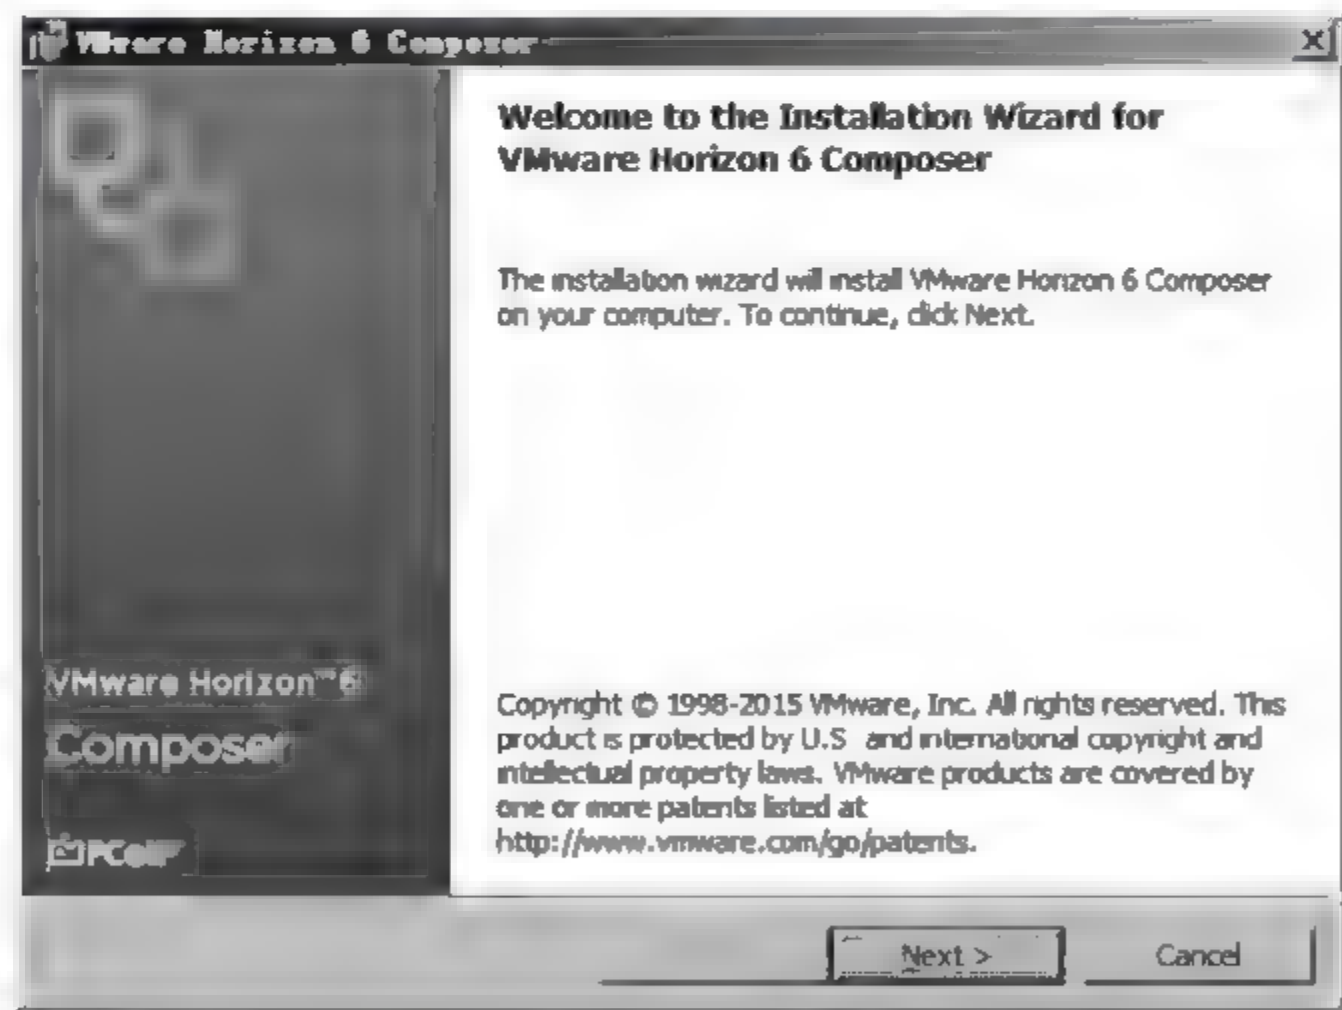 VMware Horizon 6 Composer
Welcome to the Installation Wizard for
VMware Horizon 6 Composer
The installation wizard will install VMware Horizon 6 Composer
on your computer. To continue, click Next.
VMware Horizon™ 6
Composer
PCoIP
Copyright © 1998-2015 VMware, Inc. All rights reserved. This
product is protected by U.S and international copyright and
intellectual property laws. VMware products are covered by
one or more patents listed at
http://www.vmware.com/go/patents.
Next >
Cancel